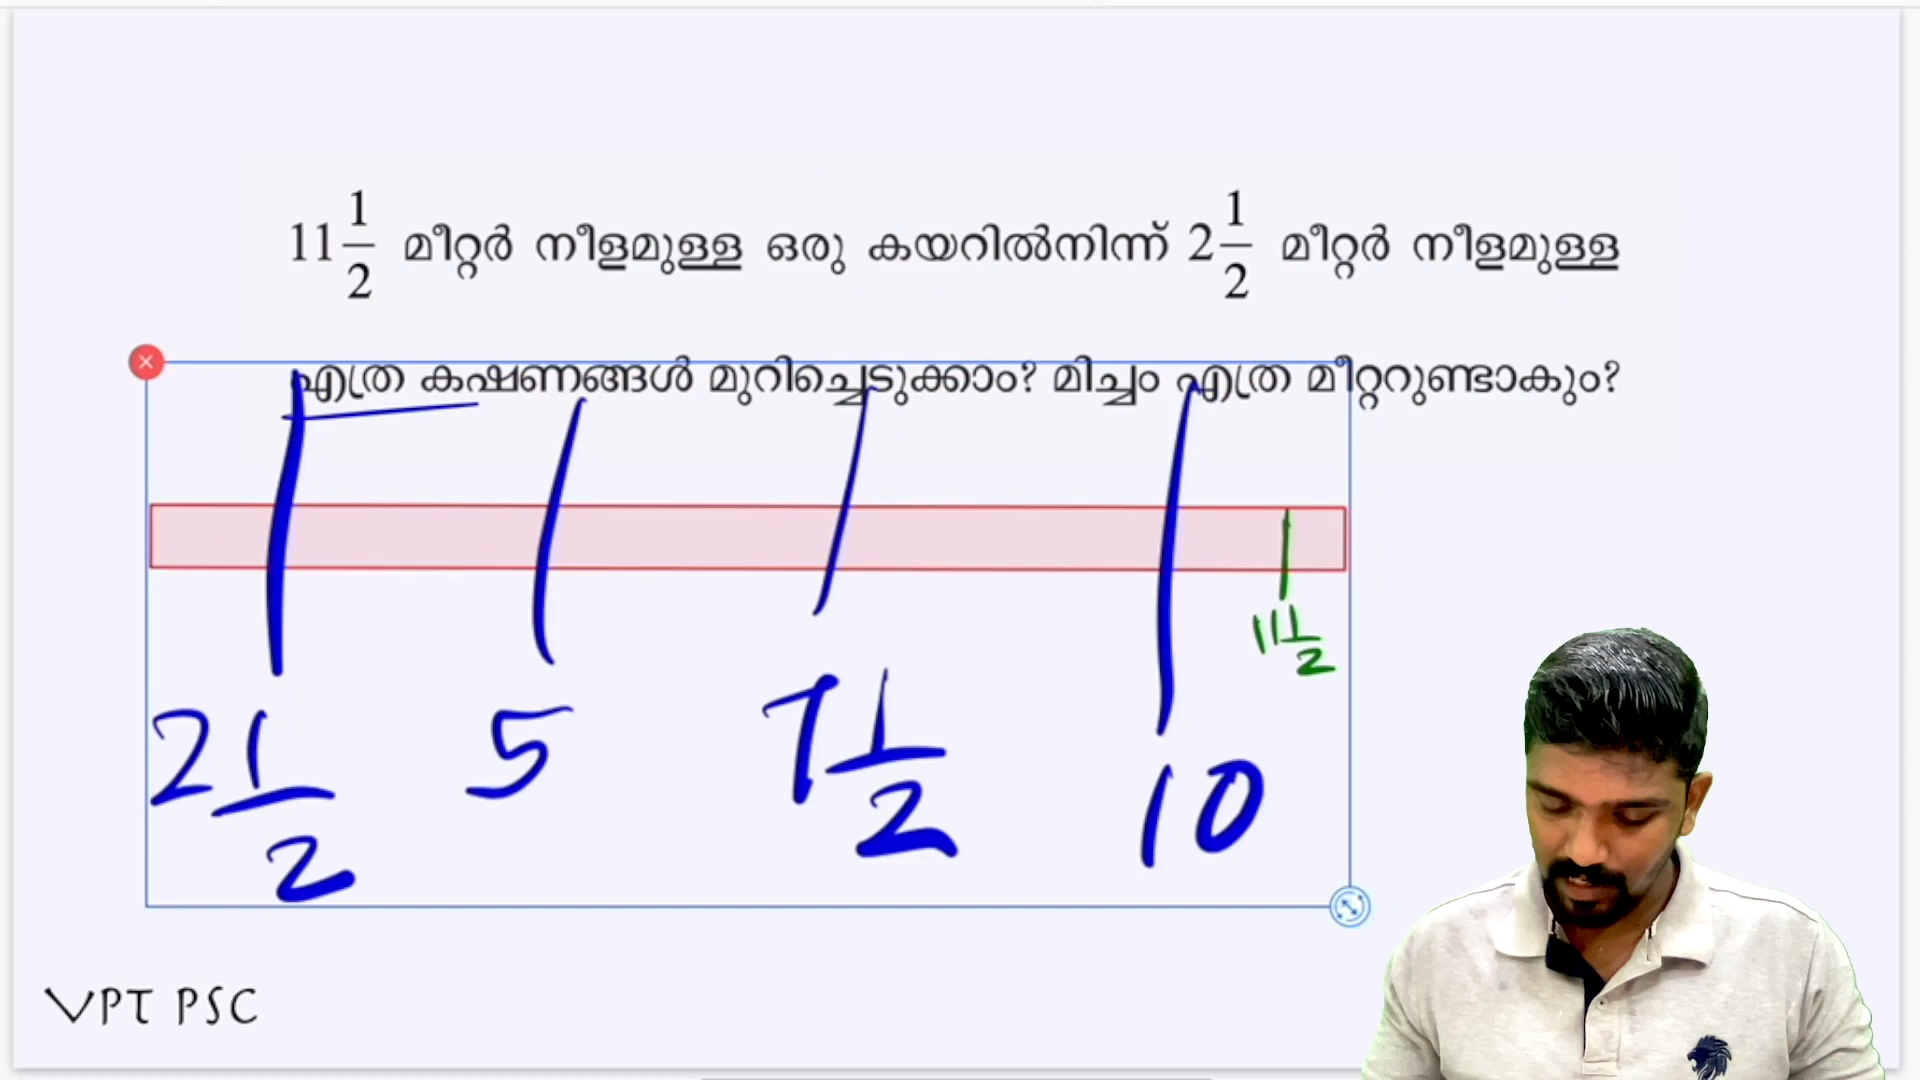 11 1/2 മീറ്റർ നീളമുള്ള ഒരു കയറിൽനിന്ന് 2 1/2 മീറ്റർ നീളമുള്ള
എത്ര കഷണങ്ങൾ മുറിച്ചെടുക്കാം? മിച്ചം എത്ര മീറ്ററുണ്ടാകും?
11 1/2
2 1/2 5 7 1/2 10
VPT PSC